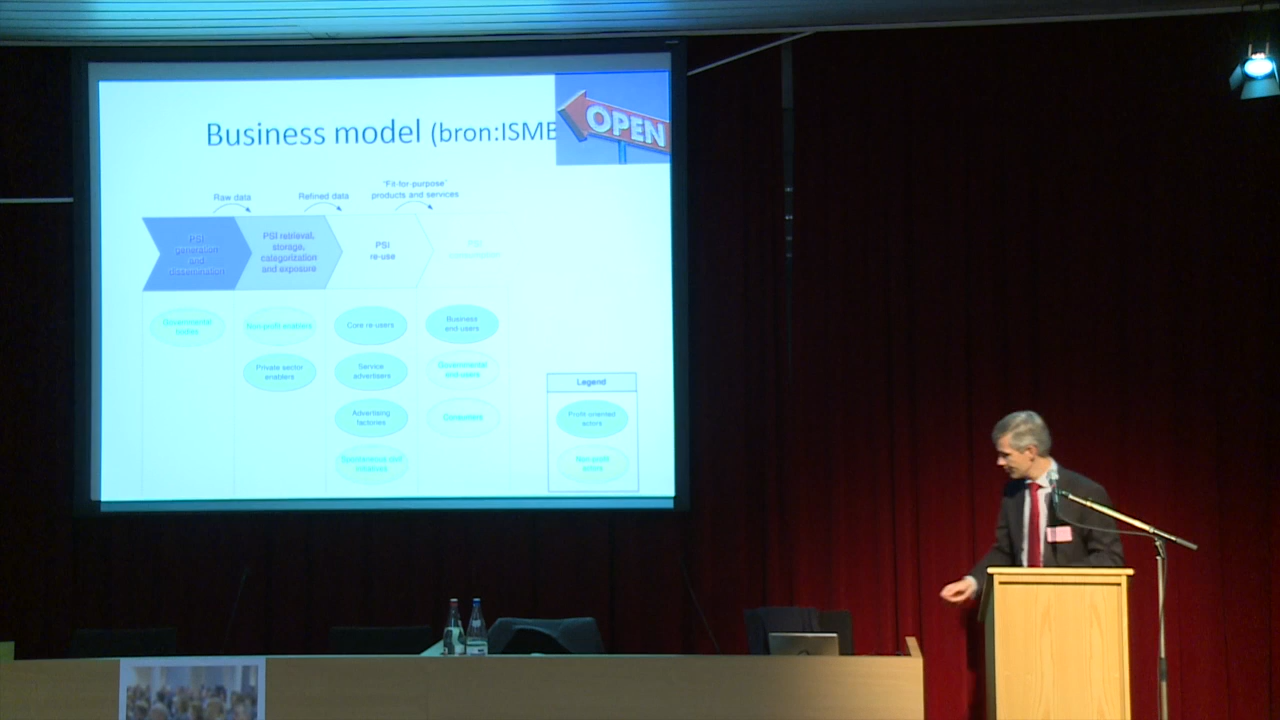 Business model (bron:ISMB
OPEN
Raw data
Refined data
'Fit-for-purpose'
products and services
PSI
generation
and
dissemination
PSI retrieval,
storage,
categorization
and exposure
PSI
re-use
PSI
Governmental
bodies
Non-profit enablers
Core re-users
Business
end users
Private sector
enablers
Service
advertisers
Governmental
end users
Advertising
factories
Consumers
Legend
Profit-oriented
actors
Non-profit
actors